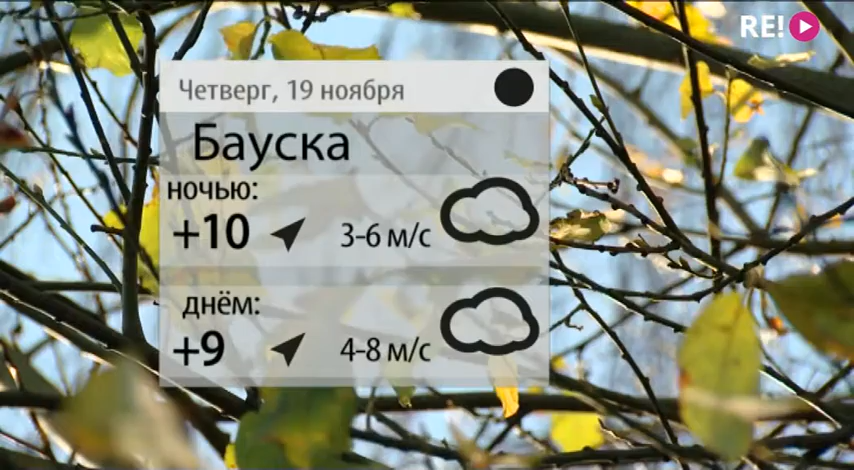 RE!
Четверг, 19 ноября
Бауска
ночью:
+10 3-6 м/с
днём:
+9 4-8 м/с